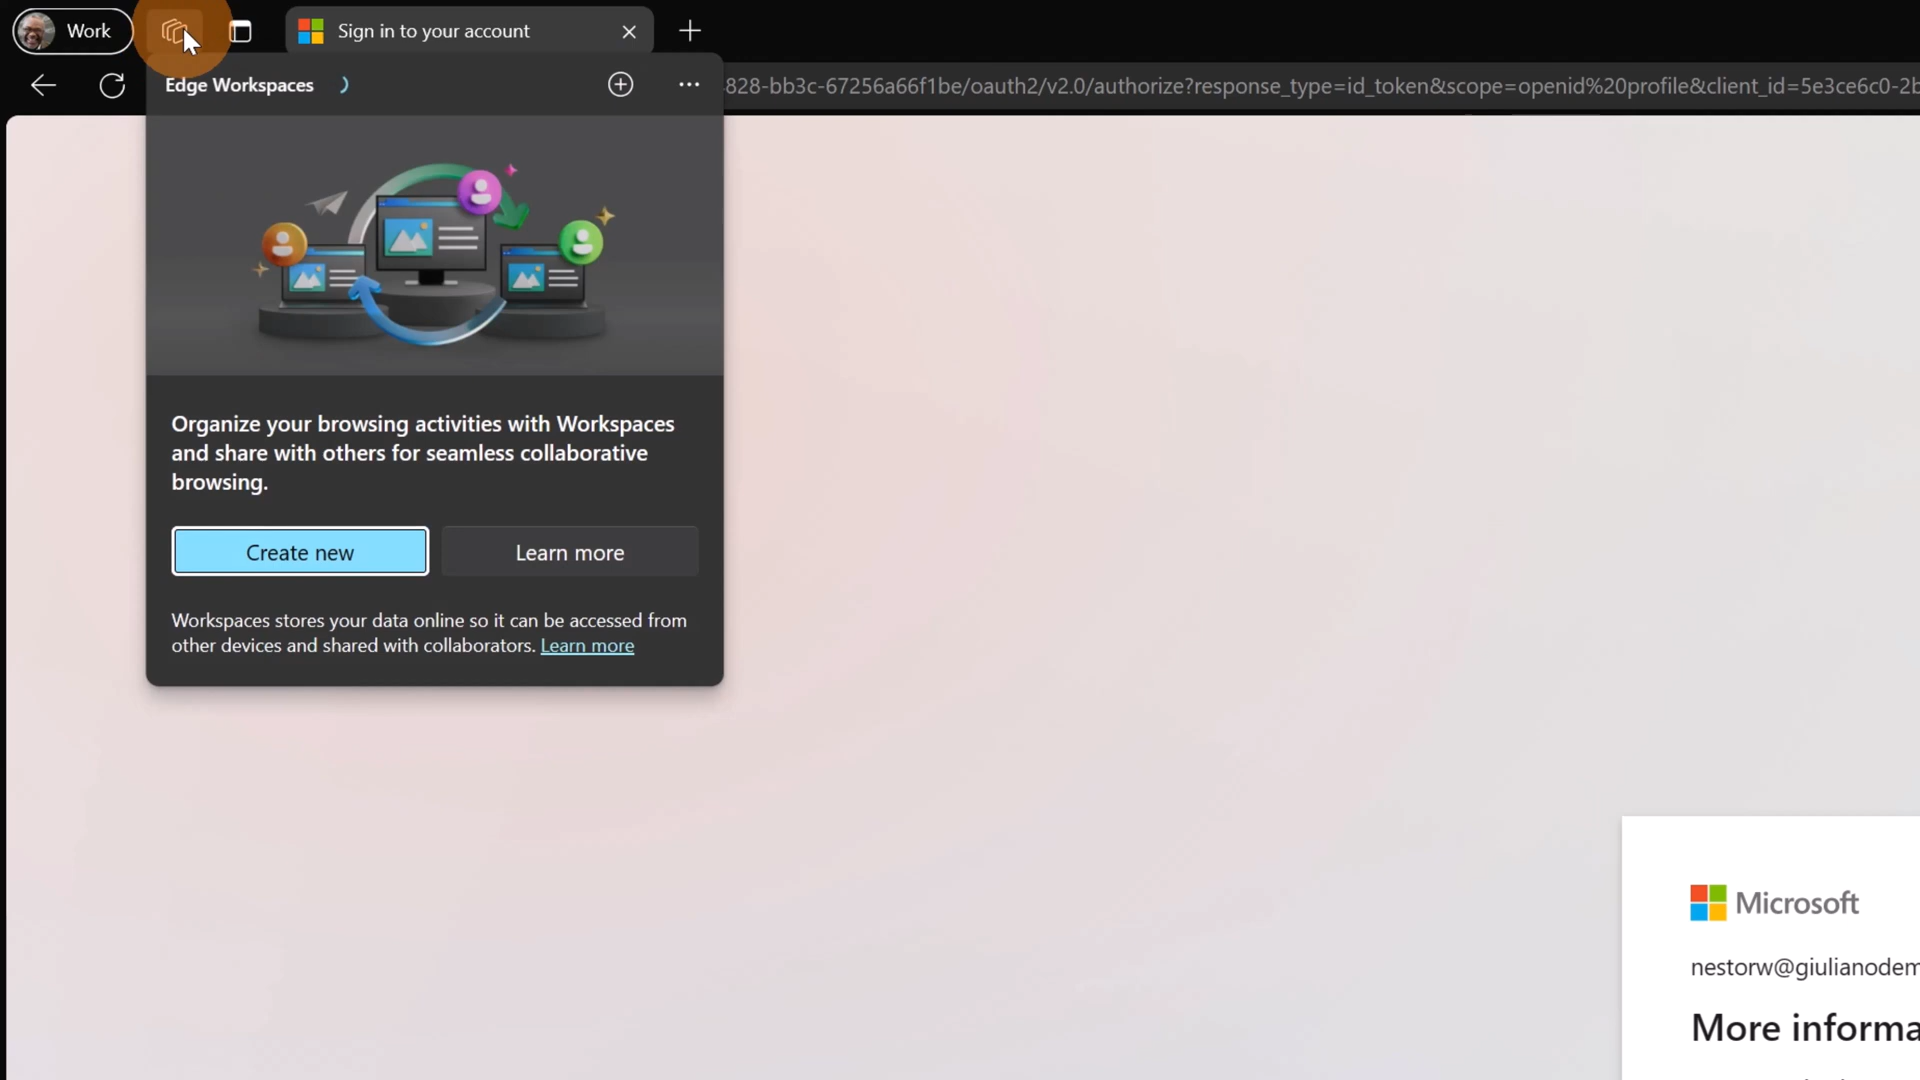 Work
Sign in to your account
Edge Workspaces
828-bb3c-67256a66f1be/oauth2/v2.0/authorize?response_type=id_token&scope=openid%20profile&client_id=5e3ce6c0-2b
Organize your browsing activities with Workspaces
and share with others for seamless collaborative
browsing.
Create new
Learn more
Workspaces stores your data online so it can be accessed from
other devices and shared with collaborators. Learn more
Microsoft
nestorw@giulianodem
More informa